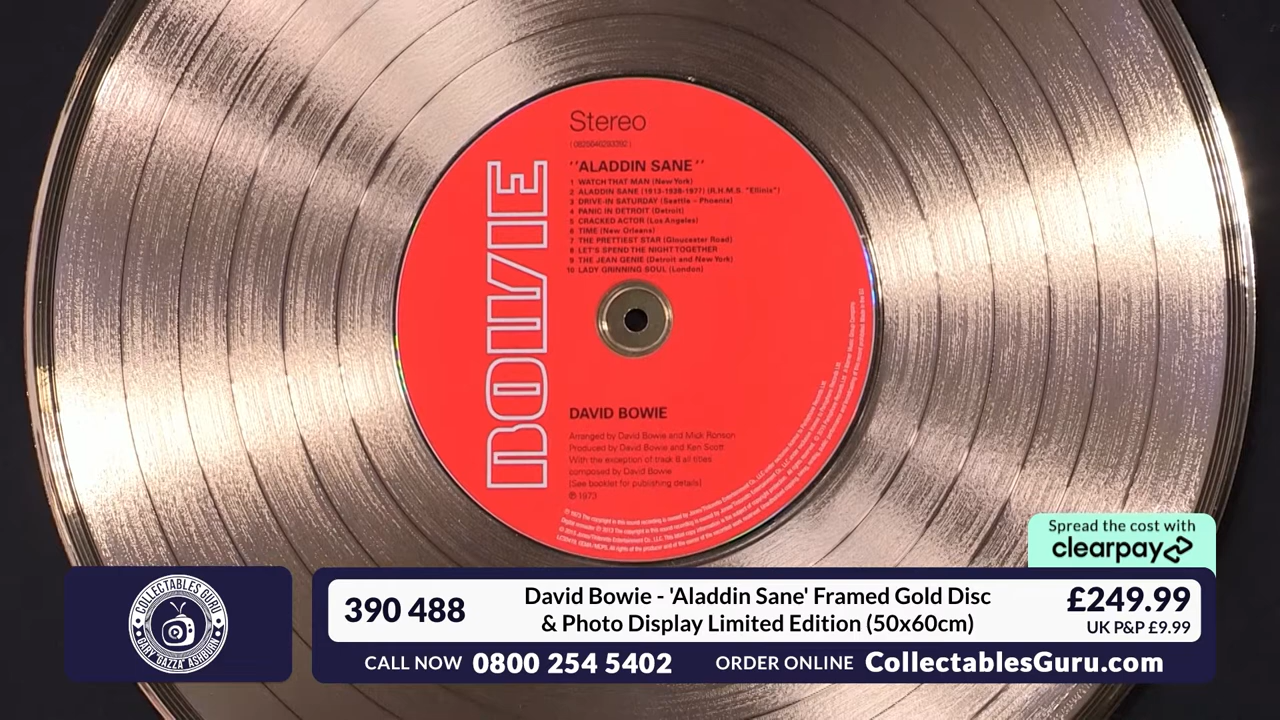 Stereo
"ALADDIN SANE"
1 WATCH THAT MAN (New York)
2 ALADDIN SANE (1913-1938-197?) (R.H.M.S. "Ellinis")
3 DRIVE-IN SATURDAY (Seattle – Phoenix)
4 PANIC IN DETROIT (Detroit)
5 CRACKED ACTOR (Los Angeles)
6 TIME (New Orleans)
7 THE PRETTIEST STAR (Gloucester Road)
8 LET'S SPEND THE NIGHT TOGETHER
9 THE JEAN GENIE (Detroit and New York)
10 LADY GRINNING SOUL (London)
BOWIE
DAVID BOWIE
Arranged by David Bowie and Mick Ronson
Produced by David Bowie and Ken Scott
With the exception of track 8 all titles
composed by David Bowie
(See booklet for publishing details)
℗ 1973
Spread the cost with
clearpay
COLLECTABLES GURU
GARY "GAZZA" ASHBURN
390 488
David Bowie - 'Aladdin Sane' Framed Gold Disc
& Photo Display Limited Edition (50x60cm)
£249.99
UK P&P £9.99
CALL NOW 0800 254 5402
ORDER ONLINE CollectablesGuru.com